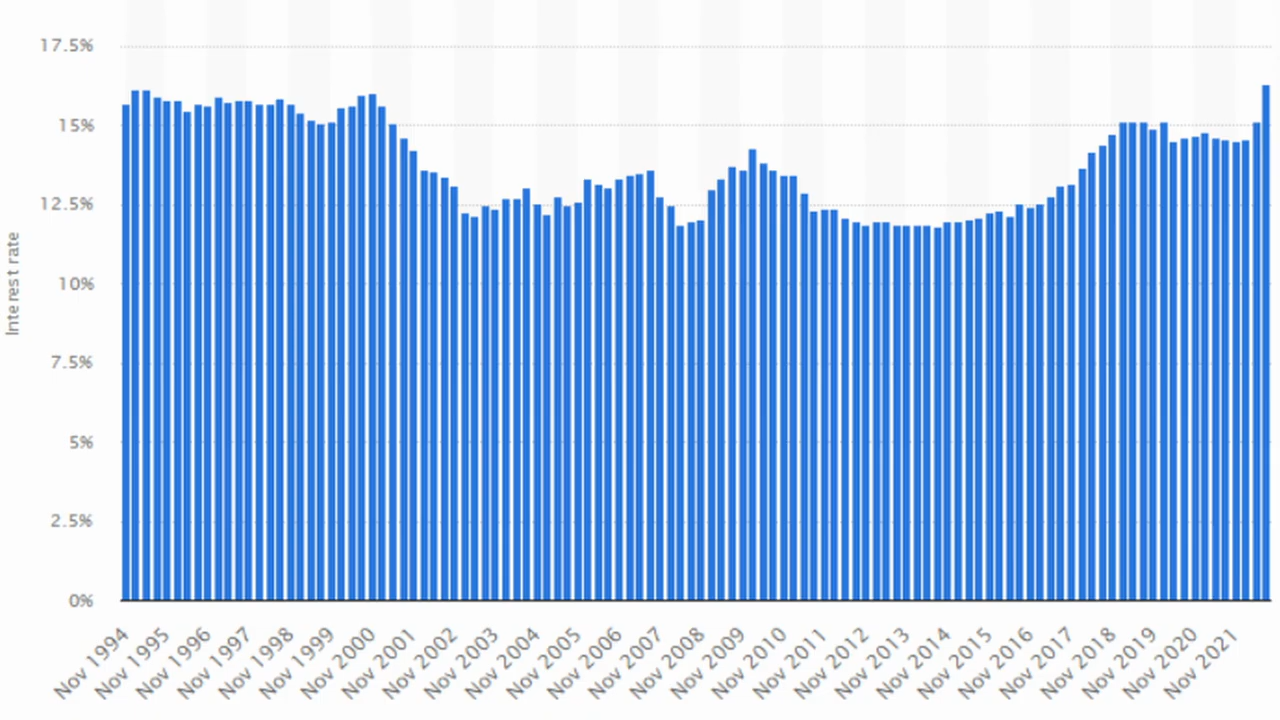 17.5%
15%
12.5%
10%
7.5%
5%
2.5%
0%
Interest rate
Nov 1994
Nov 1995
Nov 1996
Nov 1997
Nov 1998
Nov 1999
Nov 2000
Nov 2001
Nov 2002
Nov 2003
Nov 2004
Nov 2005
Nov 2006
Nov 2007
Nov 2008
Nov 2009
Nov 2010
Nov 2011
Nov 2012
Nov 2013
Nov 2014
Nov 2015
Nov 2016
Nov 2017
Nov 2018
Nov 2019
Nov 2020
Nov 2021